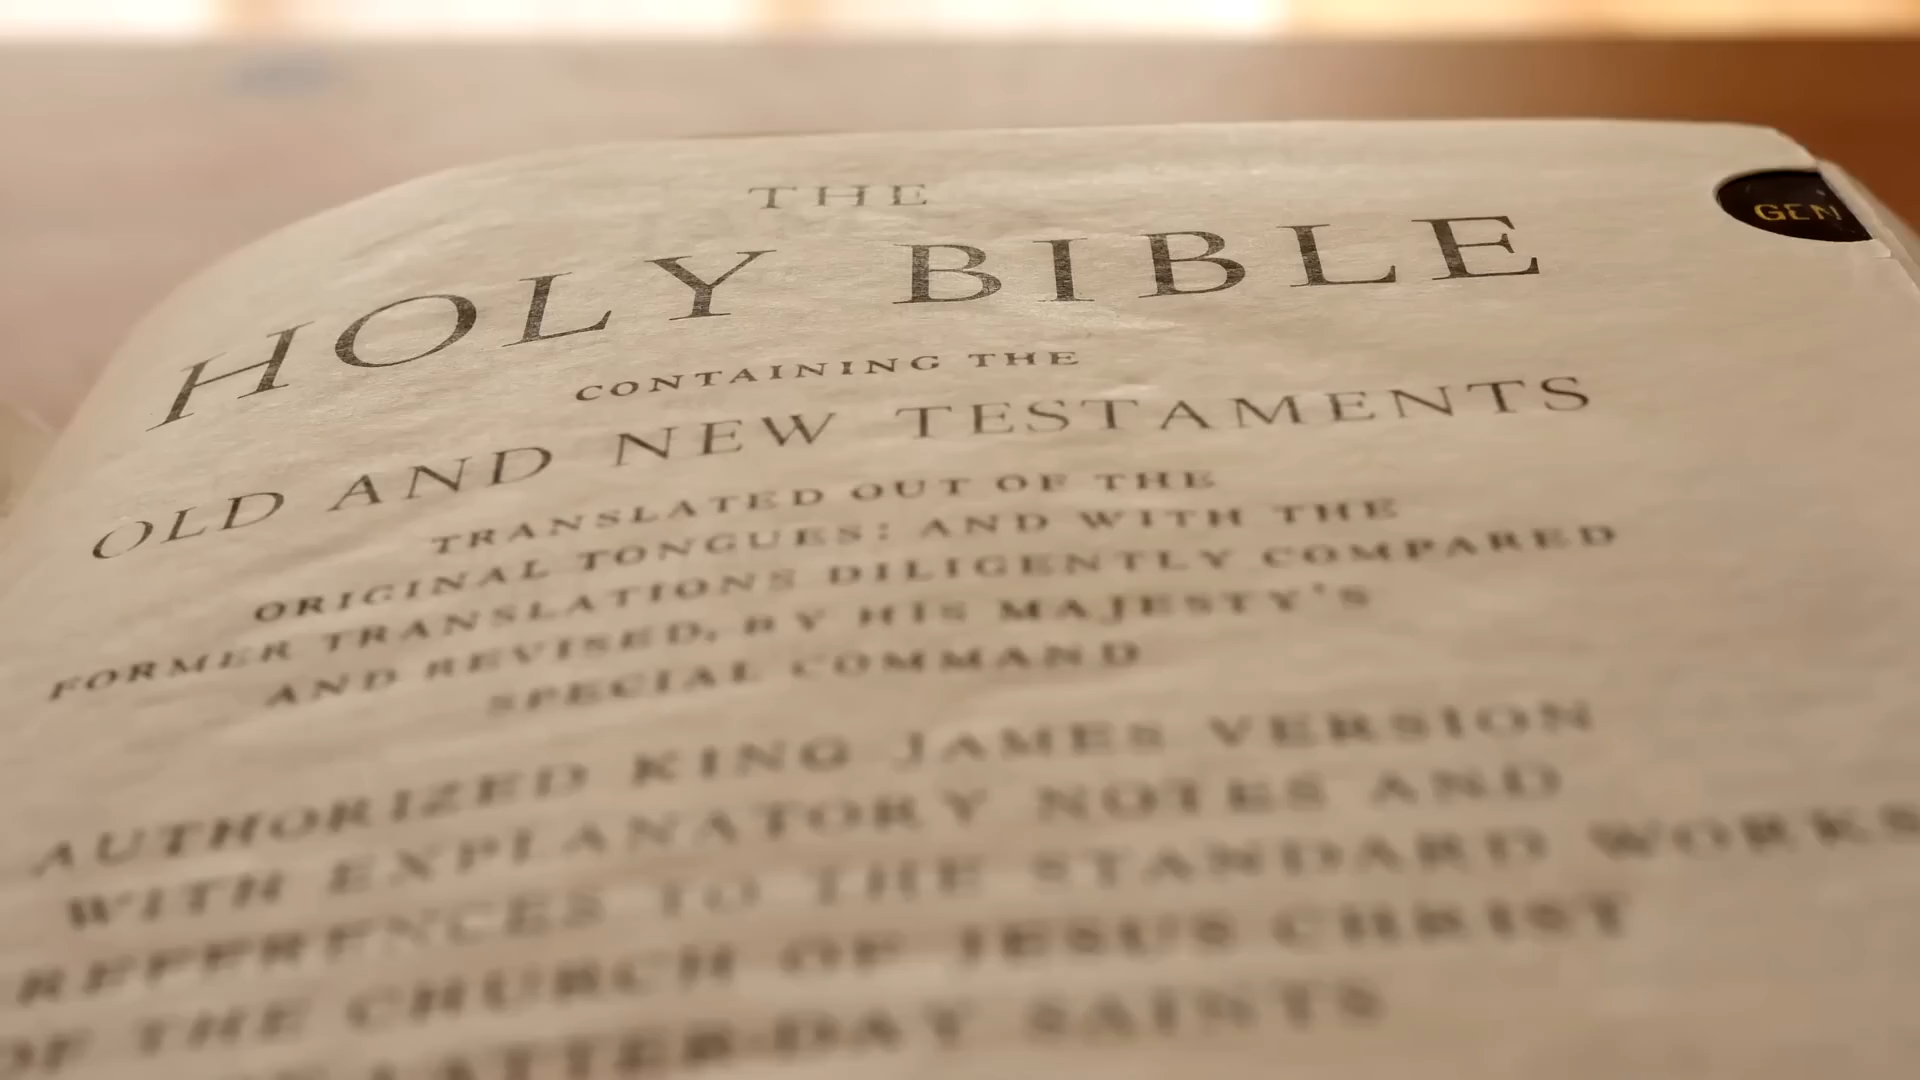 THE
GEN
HOLY BIBLE
CONTAINING THE
OLD AND NEW TESTAMENTS
TRANSLATED OUT OF THE
ORIGINAL TONGUES: AND WITH THE
FORMER TRANSLATIONS DILIGENTLY COMPARED
AND REVISED, BY HIS MAJESTY'S
SPECIAL COMMAND
AUTHORIZED KING JAMES VERSION
WITH EXPLANATORY NOTES AND
REFERENCES TO THE STANDARD WORKS
OF THE CHURCH OF JESUS CHRIST
LATTER-DAY SAINTS